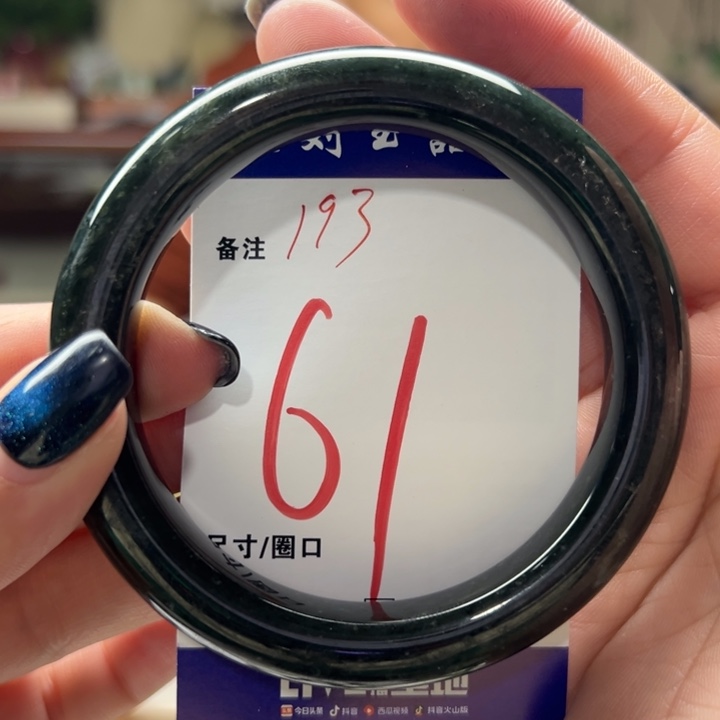 备注 193
61
尺寸/圈口
今日头条 抖音 西瓜视频 抖音火山版